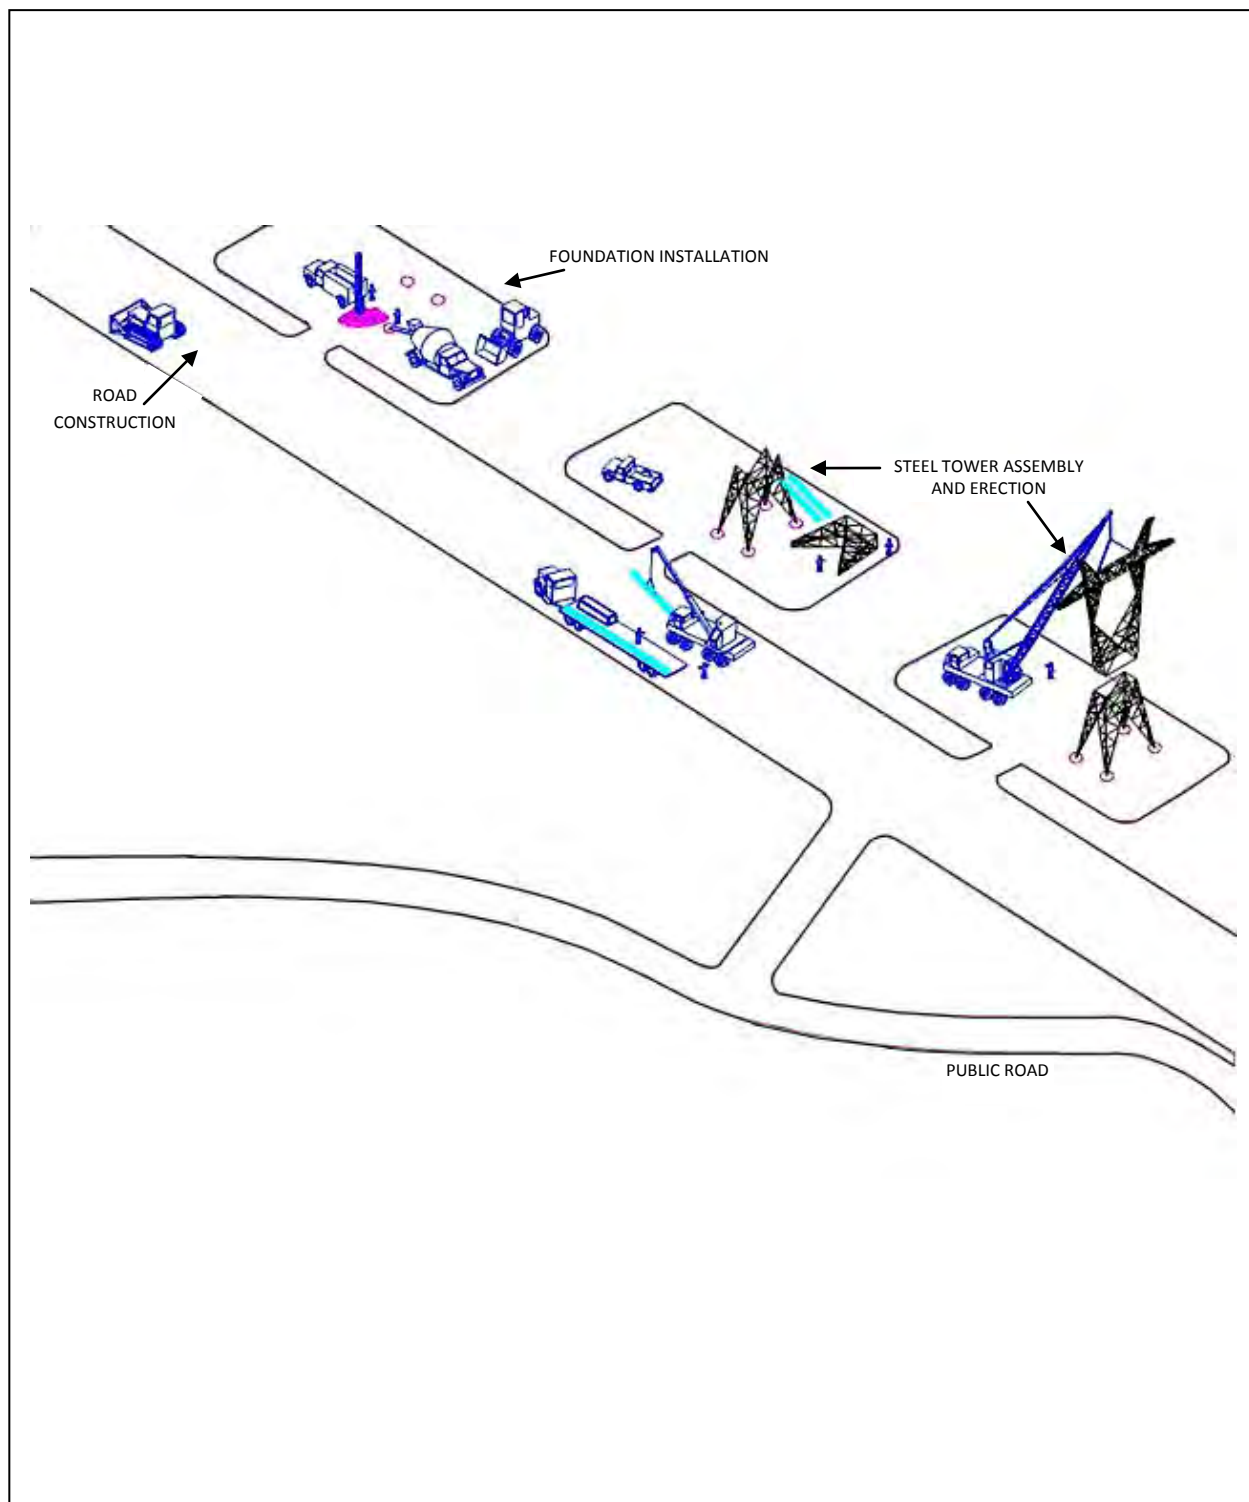 FOUNDATION INSTALLATION
ROAD
CONSTRUCTION
STEEL TOWER ASSEMBLY
AND ERECTION
PUBLIC ROAD